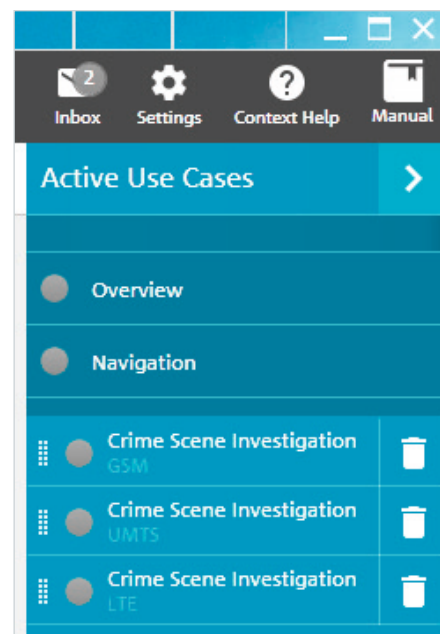 2
Inbox
Settings
Context Help
Manual
Active Use Cases
Overview
Navigation
Crime Scene Investigation
GSM
Crime Scene Investigation
UMTS
Crime Scene Investigation
LTE